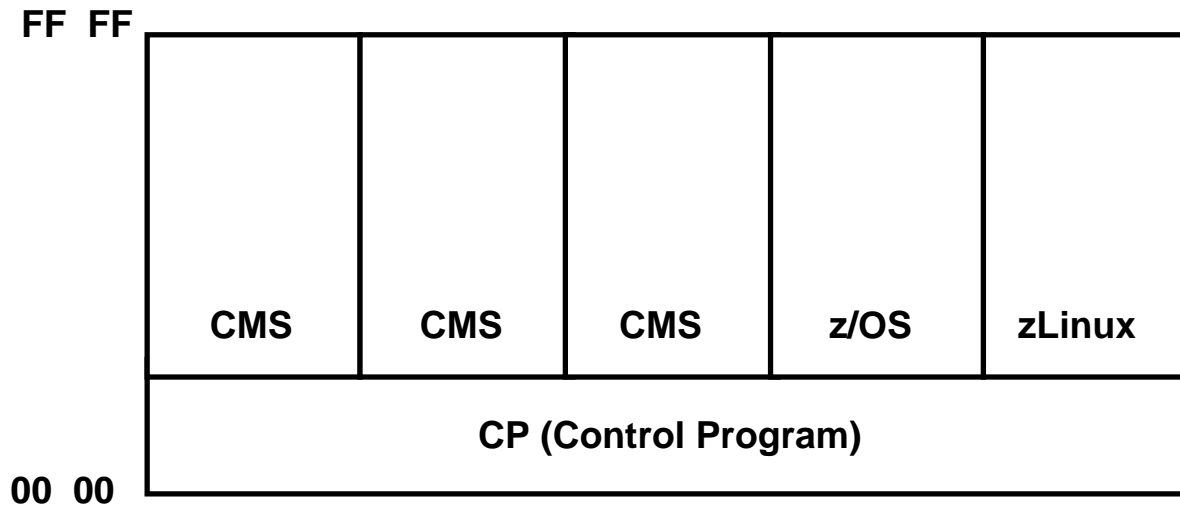 FF FF
CMS CMS CMS z/OS zLinux
CP (Control Program)
00 00